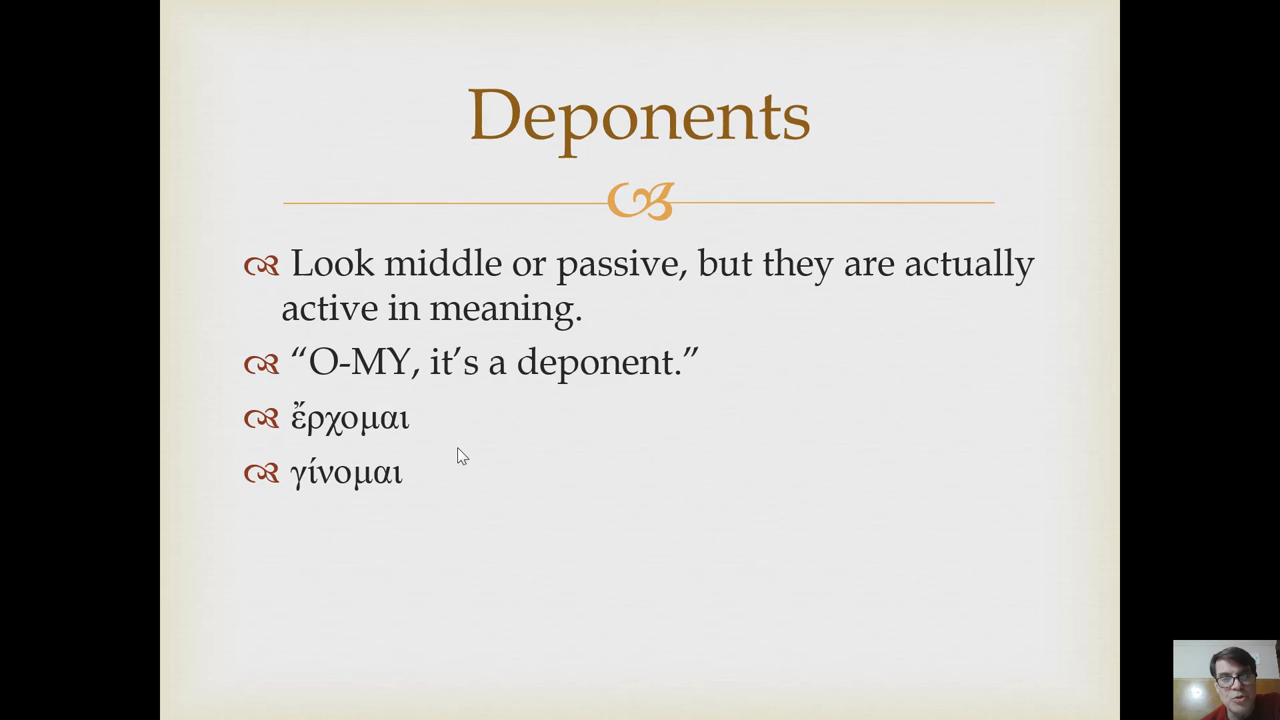 Deponents
Look middle or passive, but they are actually
active in meaning.
“O-MY, it’s a deponent.”
ἔρχομαι
γίνομαι